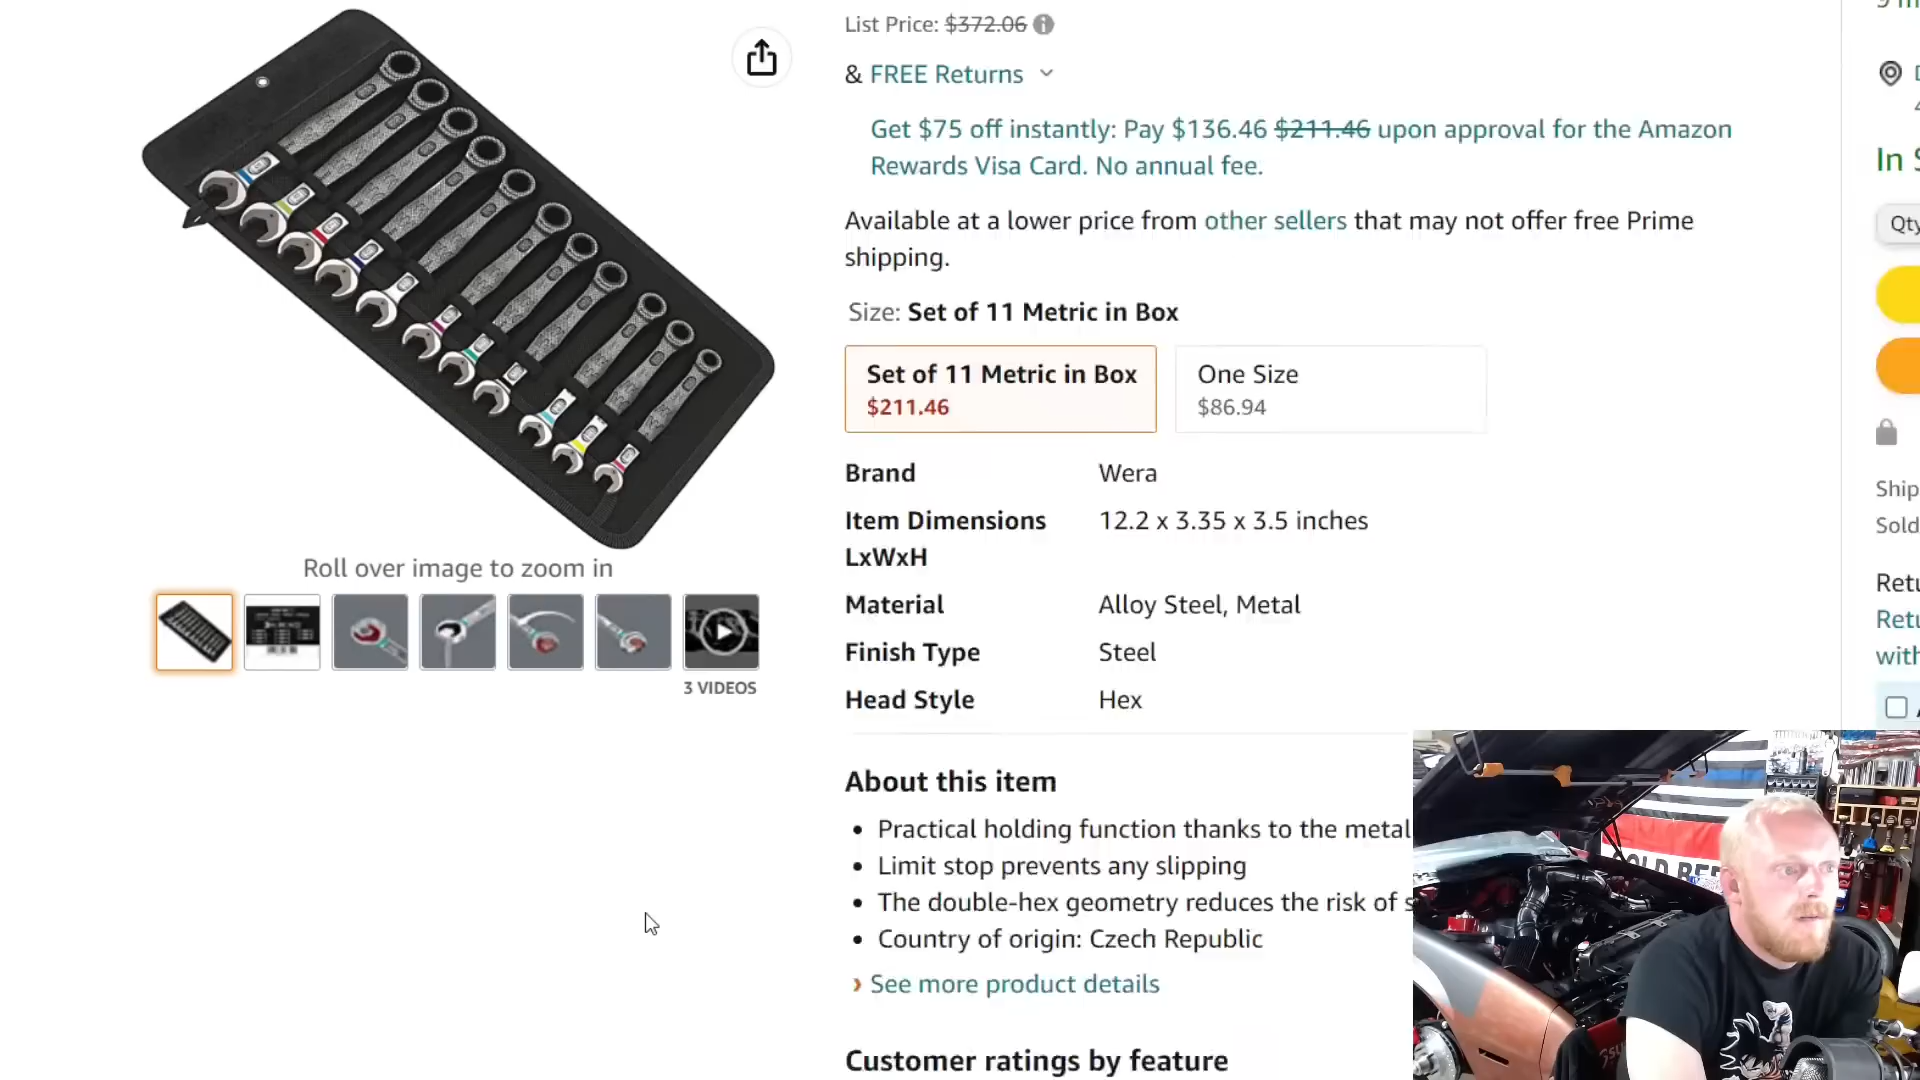 List Price: $372.06
& FREE Returns
Get $75 off instantly: Pay $136.46 $211.46 upon approval for the Amazon
Rewards Visa Card. No annual fee.
Available at a lower price from other sellers that may not offer free Prime
shipping.
Size: Set of 11 Metric in Box
Set of 11 Metric in Box
$211.46
One Size
$86.94
Brand Wera
Item Dimensions 12.2 x 3.35 x 3.5 inches
LxWxH
Material Alloy Steel, Metal
Finish Type Steel
Head Style Hex
Roll over image to zoom in
3 VIDEOS
About this item
Practical holding function thanks to the metal
Limit stop prevents any slipping
The double-hex geometry reduces the risk of s
Country of origin: Czech Republic
See more product details
Customer ratings by feature
In S
Qty
Ship
Sold
Retu
Retu
with